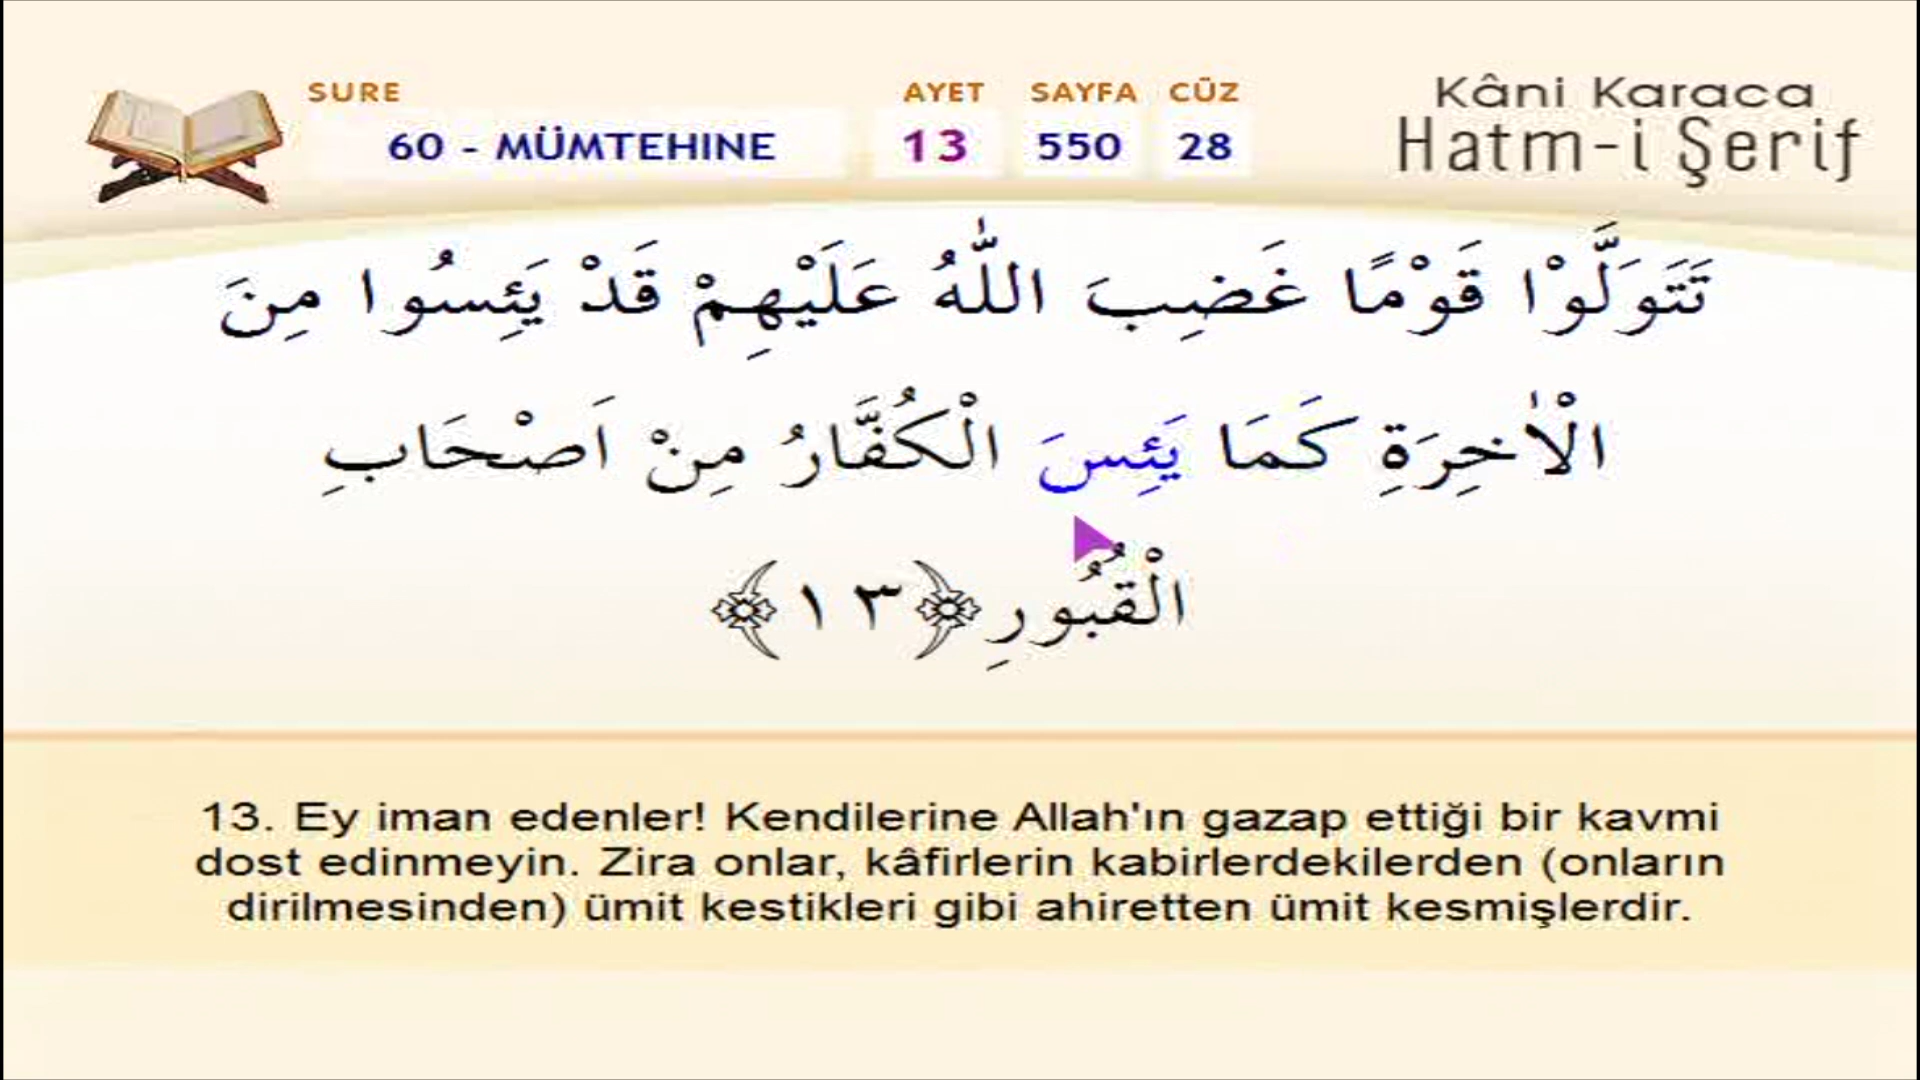 SURE AYET SAYFA CÜZ
60 - MÜMTEHINE 13 550 28
Kâni Karaca
Hatm-i Şerif
تَتَوَلَّوْا قَوْمًا غَضِبَ اللّٰهُ عَلَيْهِمْ قَدْ يَئِسُوا مِنَ
الْاٰخِرَةِ كَمَا يَئِسَ الْكُفَّارُ مِنْ اَصْحَابِ
الْقُبُورِ ﴿١٣﴾
13. Ey iman edenler! Kendilerine Allah'ın gazap ettiği bir kavmi
dost edinmeyin. Zira onlar, kâfirlerin kabirlerdekilerden (onların
dirilmesinden) ümit kestikleri gibi ahiretten ümit kesmişlerdir.